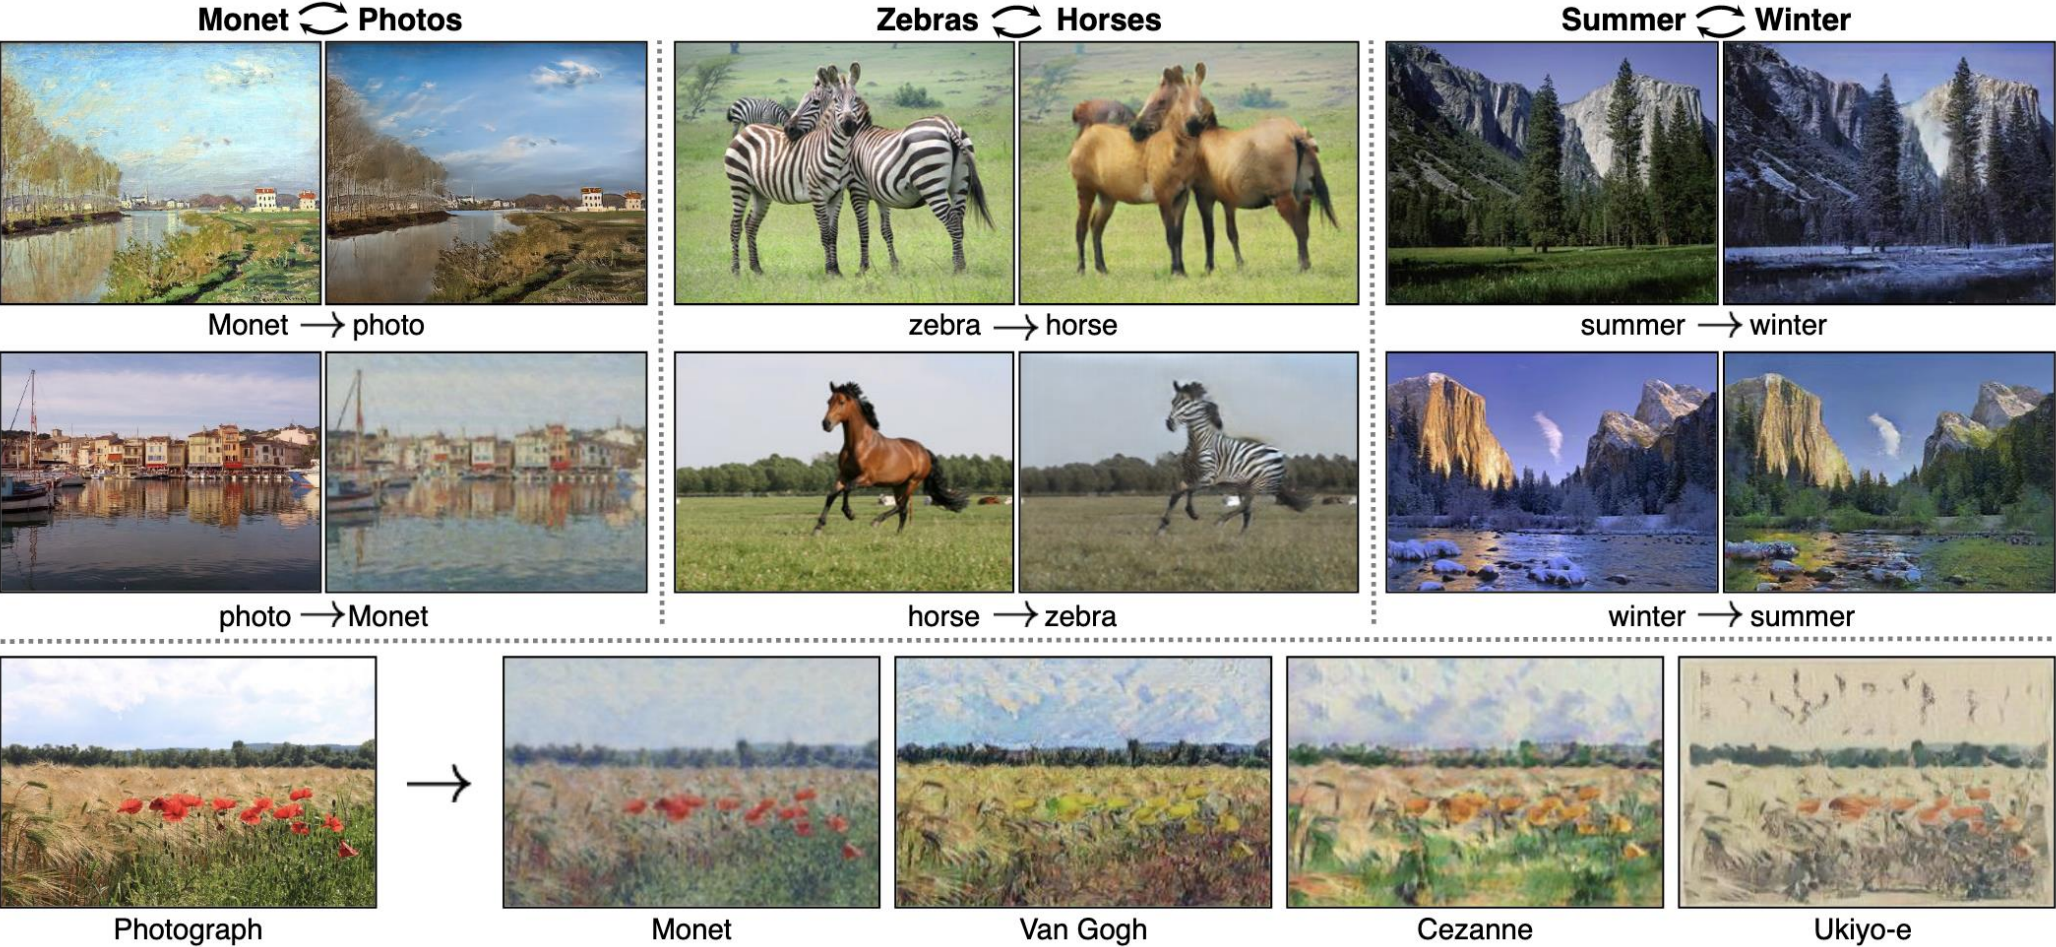 Monet Photos
Zebras Horses
Summer Winter
Monet → photo
zebra → horse
summer → winter
photo → Monet
horse → zebra
winter → summer
Photograph
Monet
Van Gogh
Cezanne
Ukiyo-e